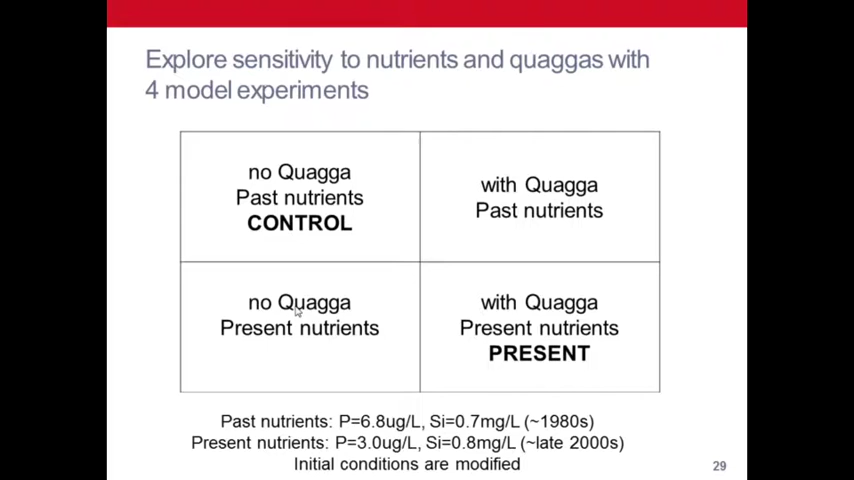 Explore sensitivity to nutrients and quaggas with
4 model experiments
no Quagga
Past nutrients
CONTROL
with Quagga
Past nutrients
no Quagga
Present nutrients
with Quagga
Present nutrients
PRESENT
Past nutrients: P=6.8ug/L, Si=0.7mg/L (~1980s)
Present nutrients: P=3.0ug/L, Si=0.8mg/L (~late 2000s)
Initial conditions are modified
29